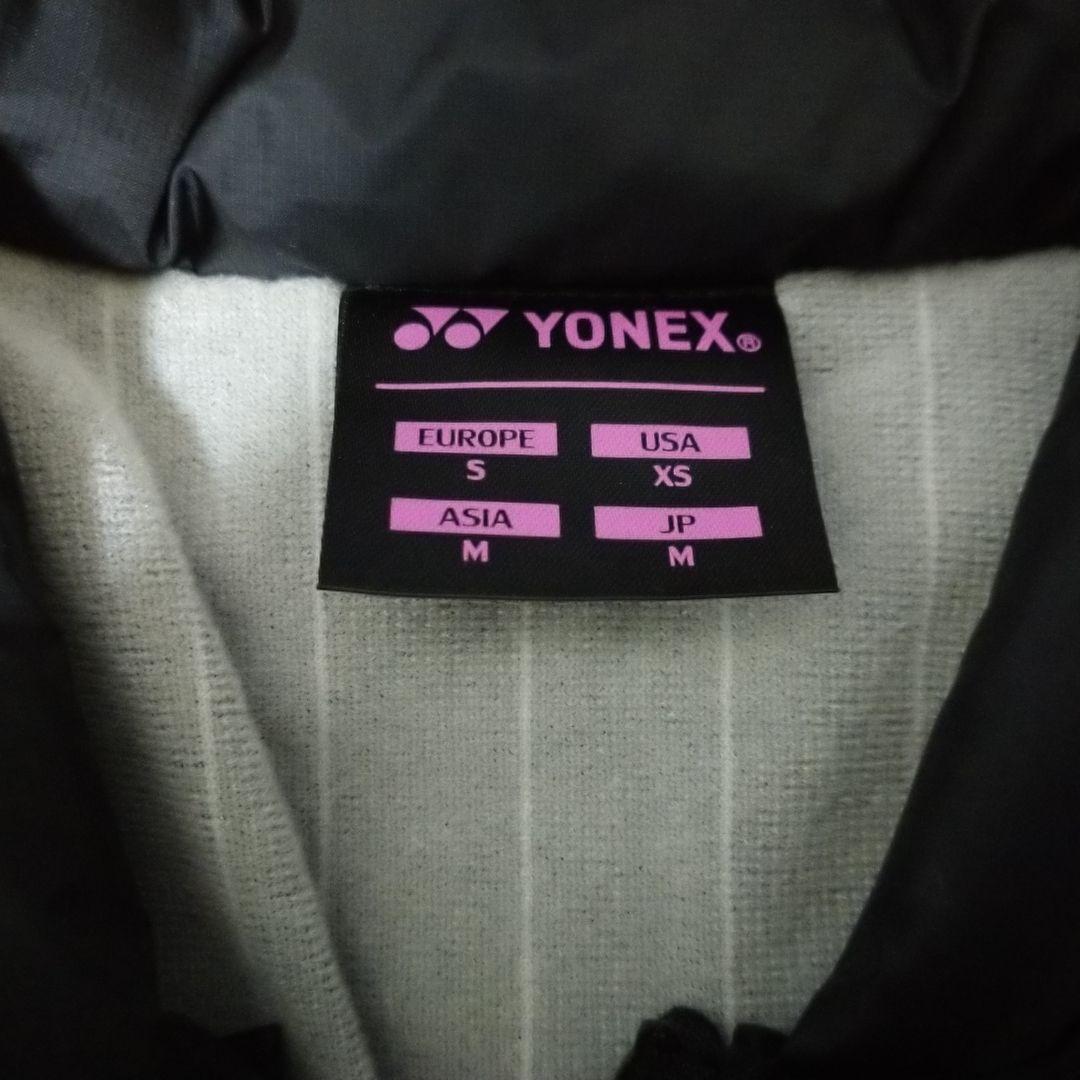 YONEX®
EUROPE USA
S XS
ASIA JP
M M